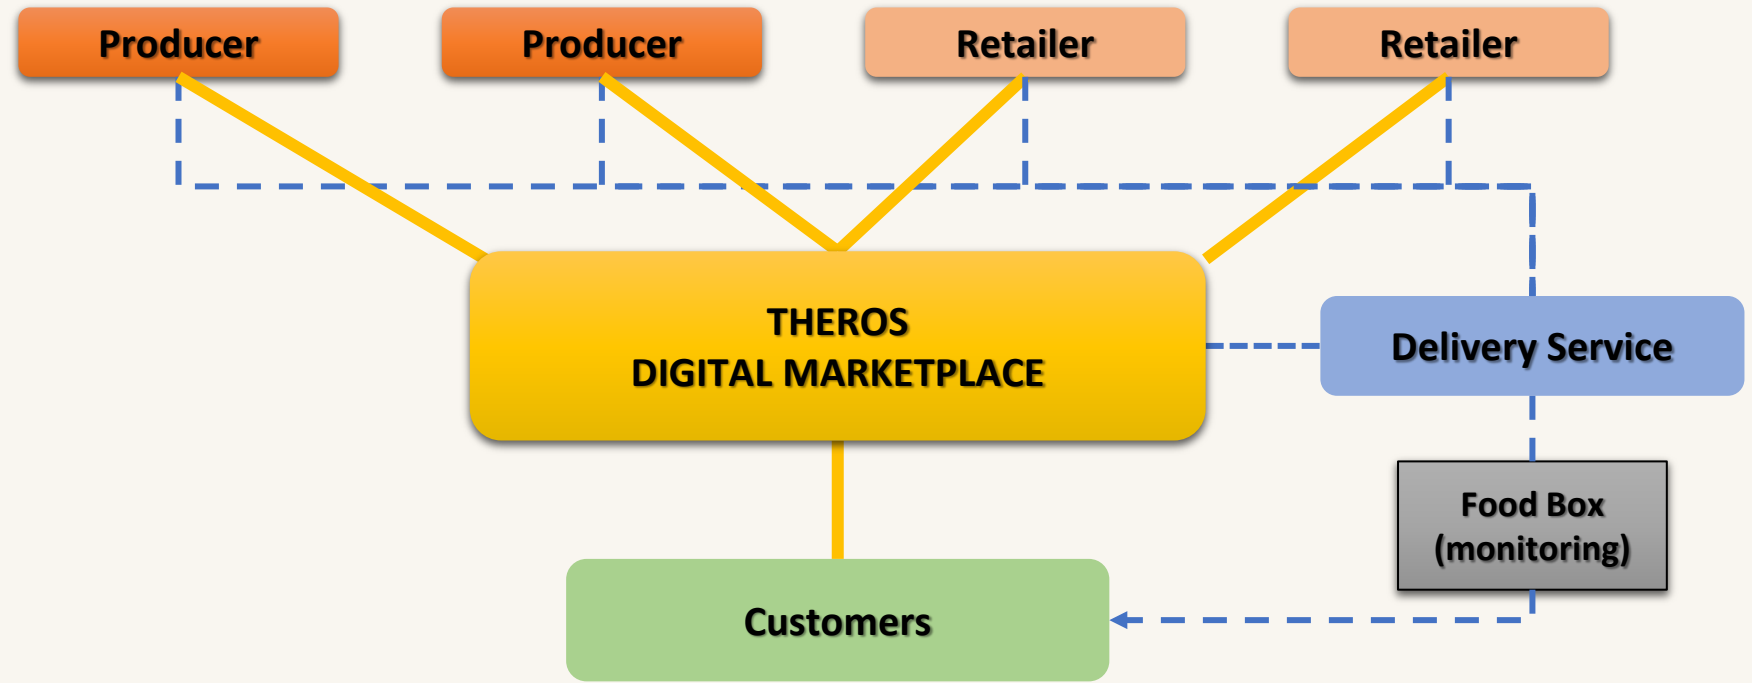 Producer
Producer
Retailer
Retailer
THEROS
DIGITAL MARKETPLACE
Delivery Service
Food Box
(monitoring)
Customers